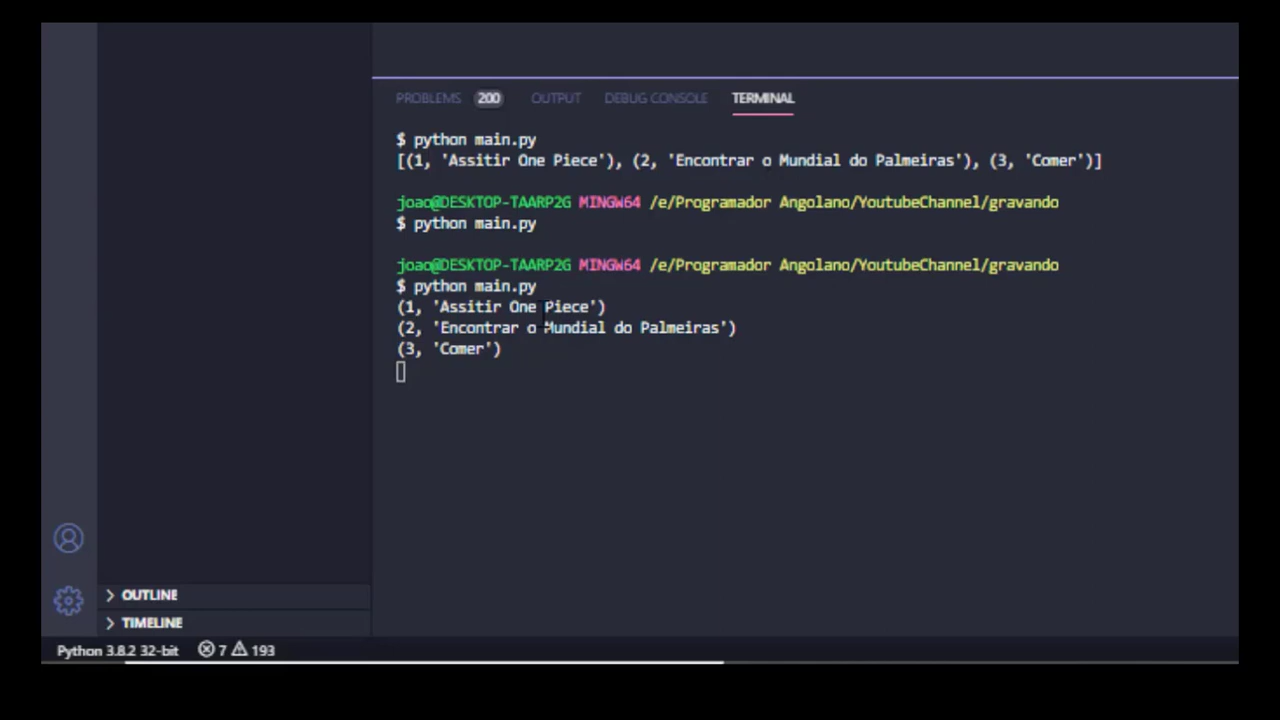 PROBLEMS 200 OUTPUT DEBUG CONSOLE TERMINAL
$ python main.py
[(1, 'Assitir One Piece'), (2, 'Encontrar o Mundial do Palmeiras'), (3, 'Comer')]
joao@DESKTOP-TAARP2G MINGW64 /e/Programador Angolano/YoutubeChannel/gravando
$ python main.py
joao@DESKTOP-TAARP2G MINGW64 /e/Programador Angolano/YoutubeChannel/gravando
$ python main.py
(1, 'Assitir One Piece')
(2, 'Encontrar o Mundial do Palmeiras')
(3, 'Comer')
OUTLINE
TIMELINE
Python 3.8.2 32-bit 7 193